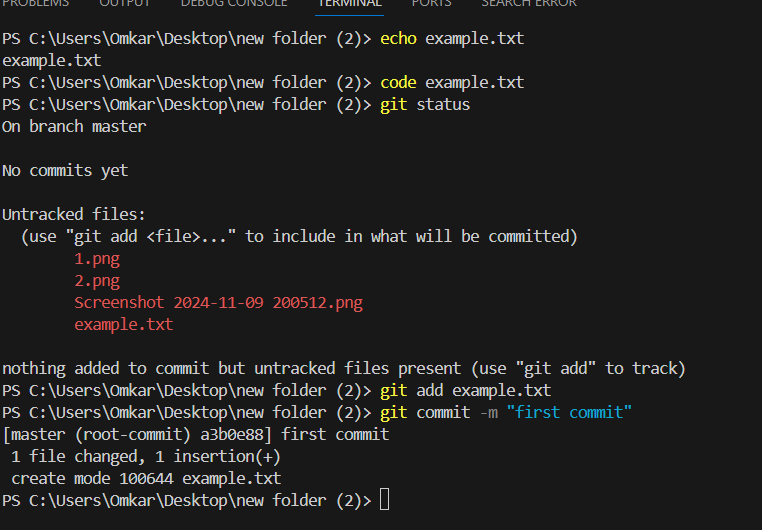 PROBLEMS OUTPUT DEBUG CONSOLE TERMINAL PORTS SEARCH ERROR
PS C:\Users\Omkar\Desktop\new folder (2)> echo example.txt
example.txt
PS C:\Users\Omkar\Desktop\new folder (2)> code example.txt
PS C:\Users\Omkar\Desktop\new folder (2)> git status
On branch master
No commits yet
Untracked files:
  (use "git add <file>..." to include in what will be committed)
        1.png
        2.png
        Screenshot 2024-11-09 200512.png
        example.txt
nothing added to commit but untracked files present (use "git add" to track)
PS C:\Users\Omkar\Desktop\new folder (2)> git add example.txt
PS C:\Users\Omkar\Desktop\new folder (2)> git commit -m "first commit"
[master (root-commit) a3b0e88] first commit
 1 file changed, 1 insertion(+)
 create mode 100644 example.txt
PS C:\Users\Omkar\Desktop\new folder (2)>